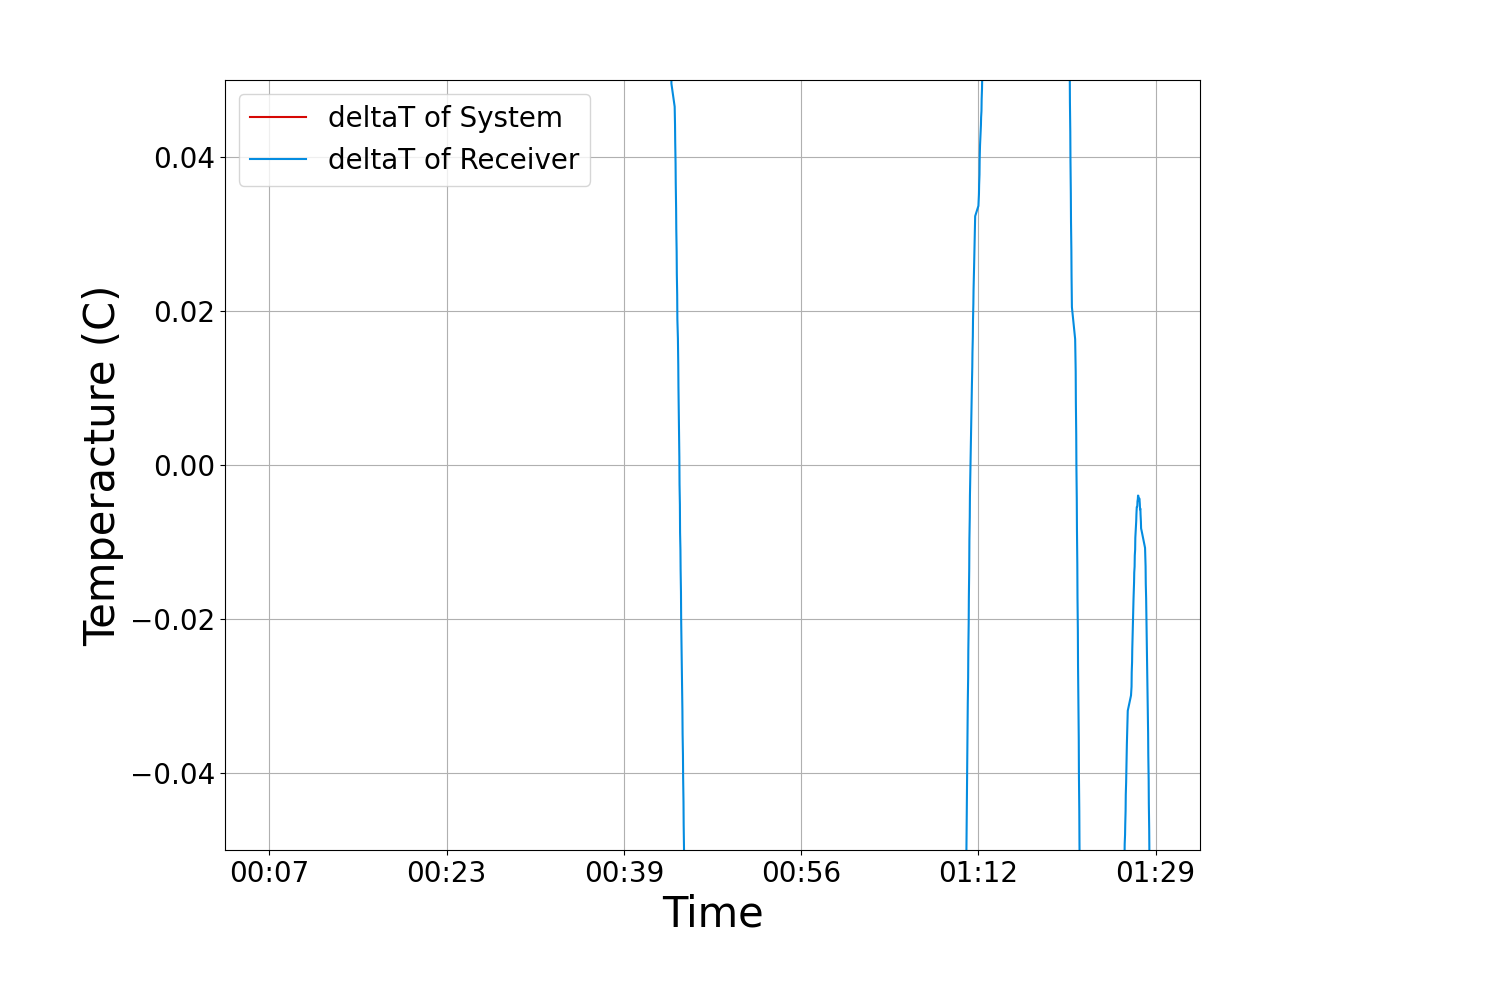 deltaT of System
deltaT of Receiver
0.04
0.02
0.00
−0.02
−0.04
Temperacture (C)
00:07 00:23 00:39 00:56 01:12 01:29
Time